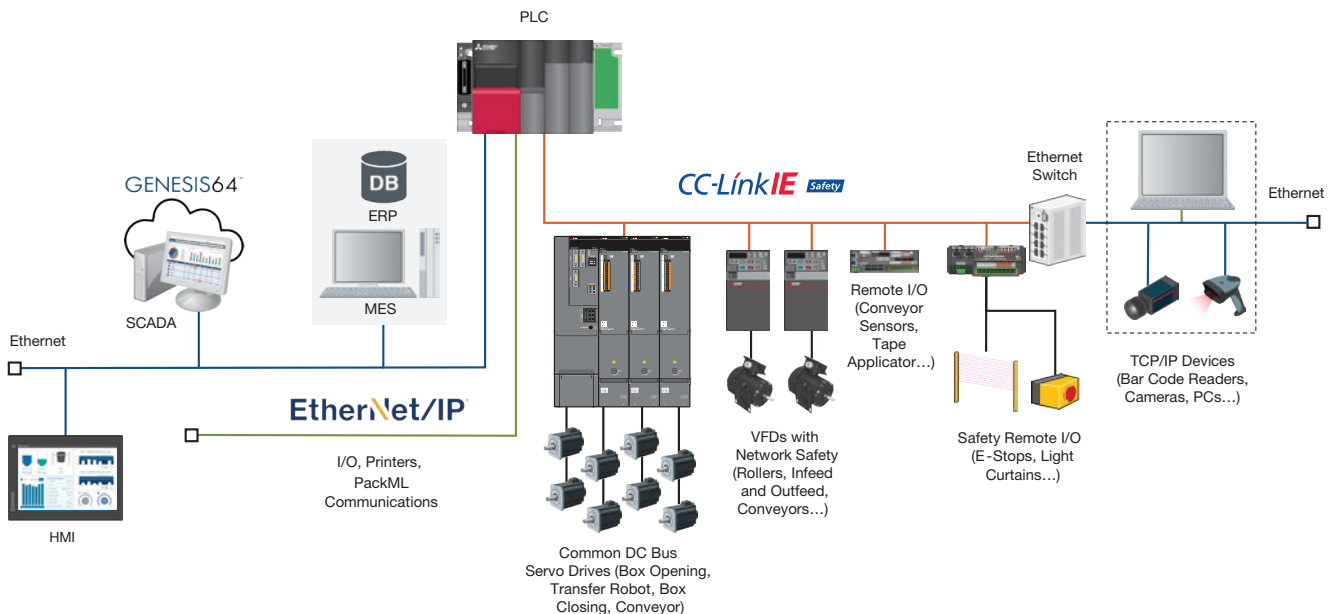 PLC
GENESIS64™
DB
ERP
MES
SCADA
Ethernet
HMI
EtherNet/IP
I/O, Printers,
PackML
Communications
CC-Link IE Safety
Common DC Bus
Servo Drives (Box Opening,
Transfer Robot, Box
Closing, Conveyor)
VFDs with
Network Safety
(Rollers, Infeed
and Outfeed,
Conveyors…)
Remote I/O
(Conveyor
Sensors,
Tape
Applicator…)
Safety Remote I/O
(E-Stops, Light
Curtains…)
Ethernet
Switch
Ethernet
TCP/IP Devices
(Bar Code Readers,
Cameras, PCs…)